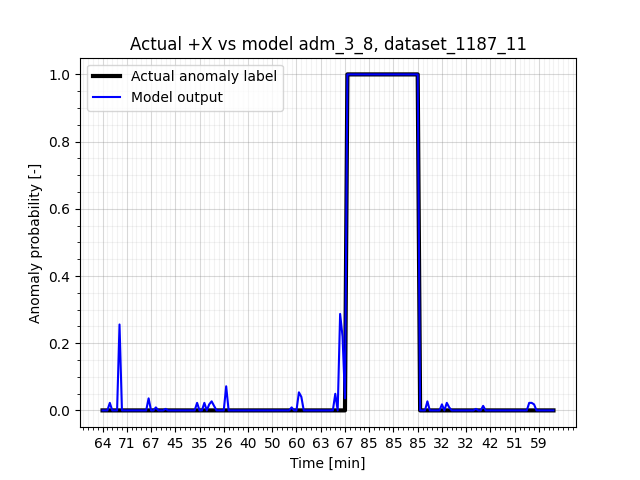 Actual +X vs model adm_3_8, dataset_1187_11
Actual anomaly label
Model output
Anomaly probability [-]
1.0
0.8
0.6
0.4
0.2
0.0
64 71 67 45 35 26 40 50 60 63 67 85 85 85 32 32 42 51 59
Time [min]